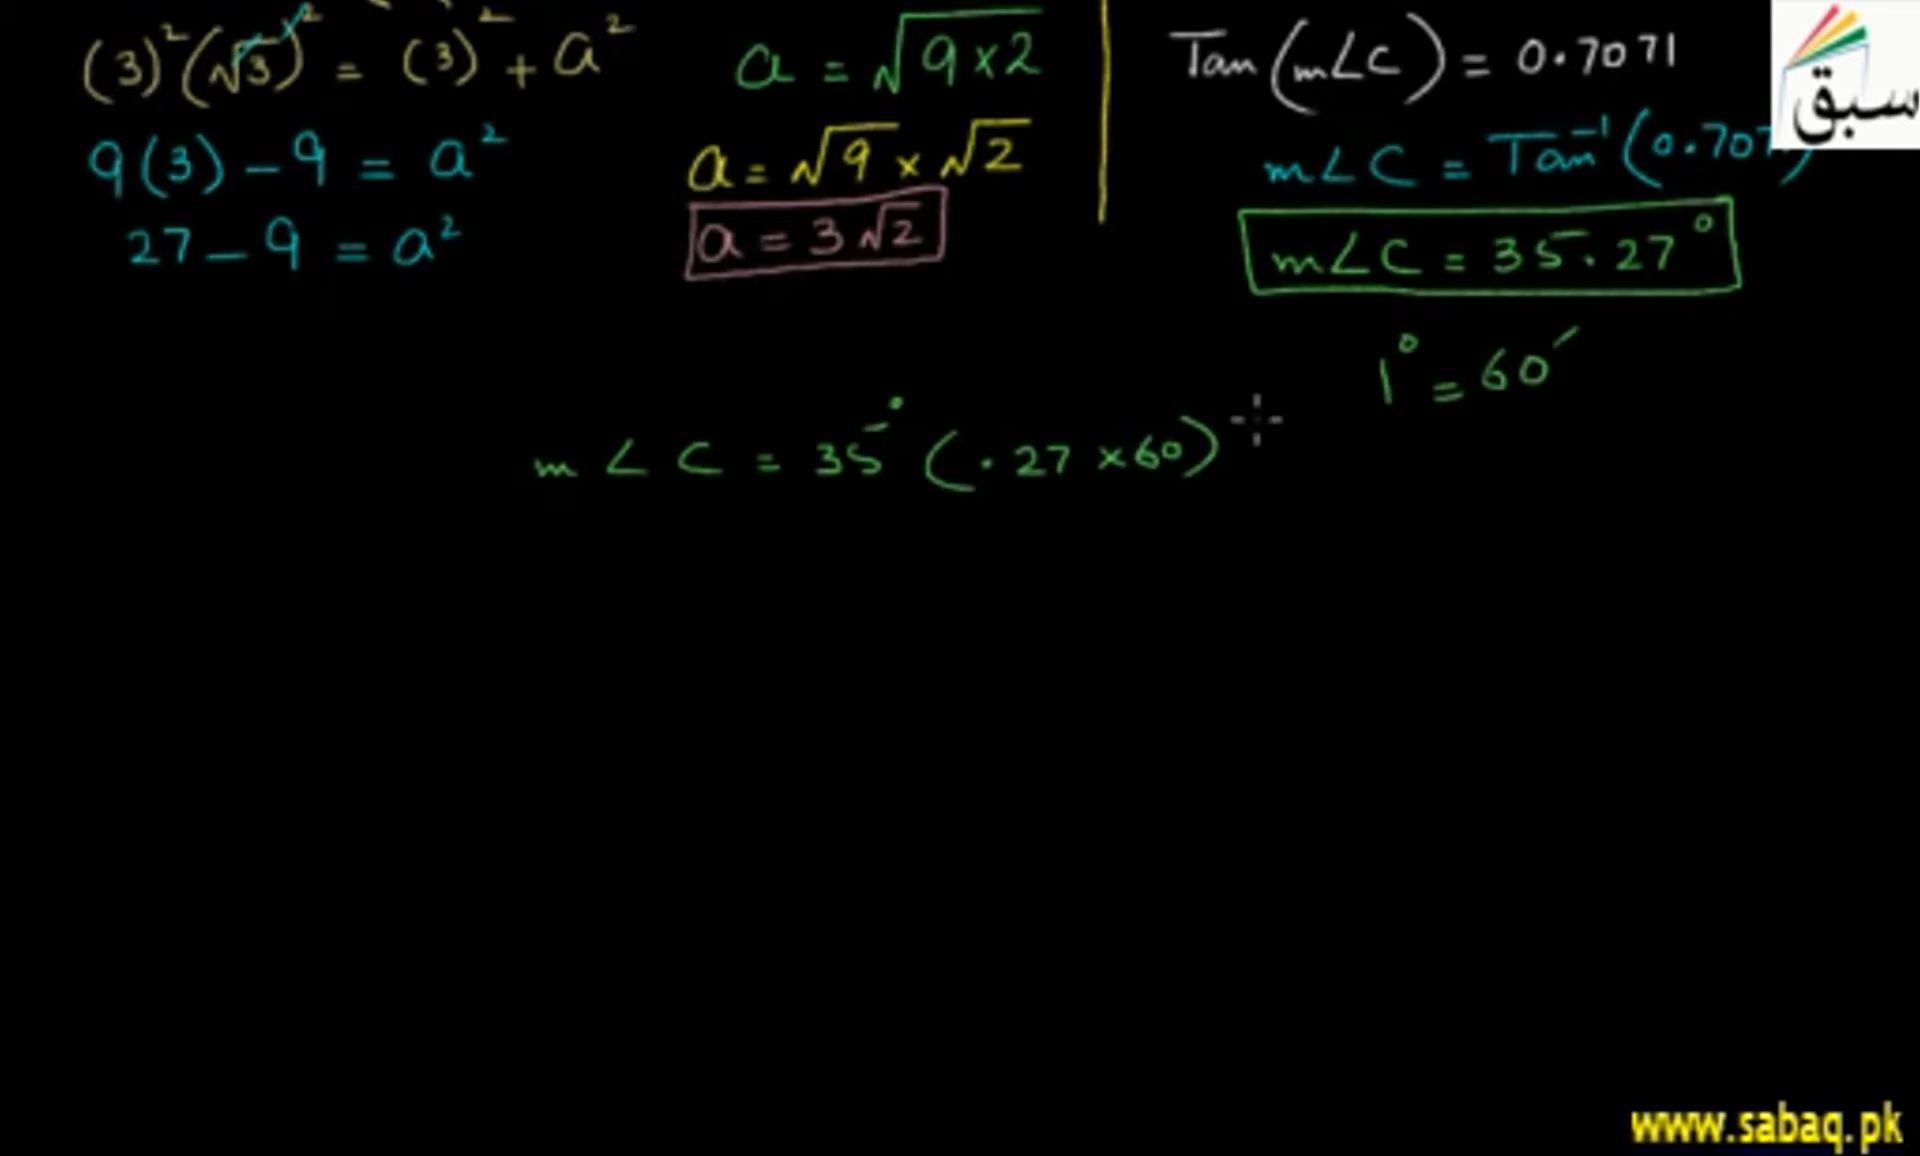 (3)²(√3)² = (3)² + a²
9(3) - 9 = a²
27 - 9 = a²
a = √9×2
a = √9 × √2
a = 3√2
Tan(m∠C) = 0.7071
m∠C = Tan⁻¹(0.707)
m∠C = 35.27°
1° = 60′
m∠C = 35° (.27 ×60)
سبق
www.sabaq.pk